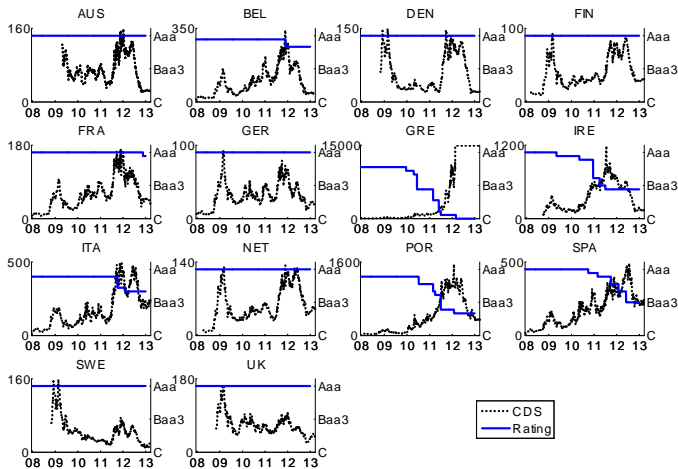 AUS
160
0
Aaa
Baa3
C
08 09 10 11 12 13
BEL
350
0
Aaa
Baa3
C
08 09 10 11 12 13
DEN
150
0
Aaa
Baa3
C
08 09 10 11 12 13
FIN
100
0
Aaa
Baa3
C
08 09 10 11 12 13
FRA
180
0
Aaa
Baa3
C
08 09 10 11 12 13
GER
100
0
Aaa
Baa3
C
08 09 10 11 12 13
GRE
15000
0
Aaa
Baa3
C
08 09 10 11 12 13
IRE
1200
0
Aaa
Baa3
C
08 09 10 11 12 13
ITA
500
0
Aaa
Baa3
C
08 09 10 11 12 13
NET
140
0
Aaa
Baa3
C
08 09 10 11 12 13
POR
1600
0
Aaa
Baa3
C
08 09 10 11 12 13
SPA
500
0
Aaa
Baa3
C
08 09 10 11 12 13
SWE
160
0
Aaa
Baa3
C
08 09 10 11 12 13
UK
180
0
Aaa
Baa3
C
08 09 10 11 12 13
CDS
Rating